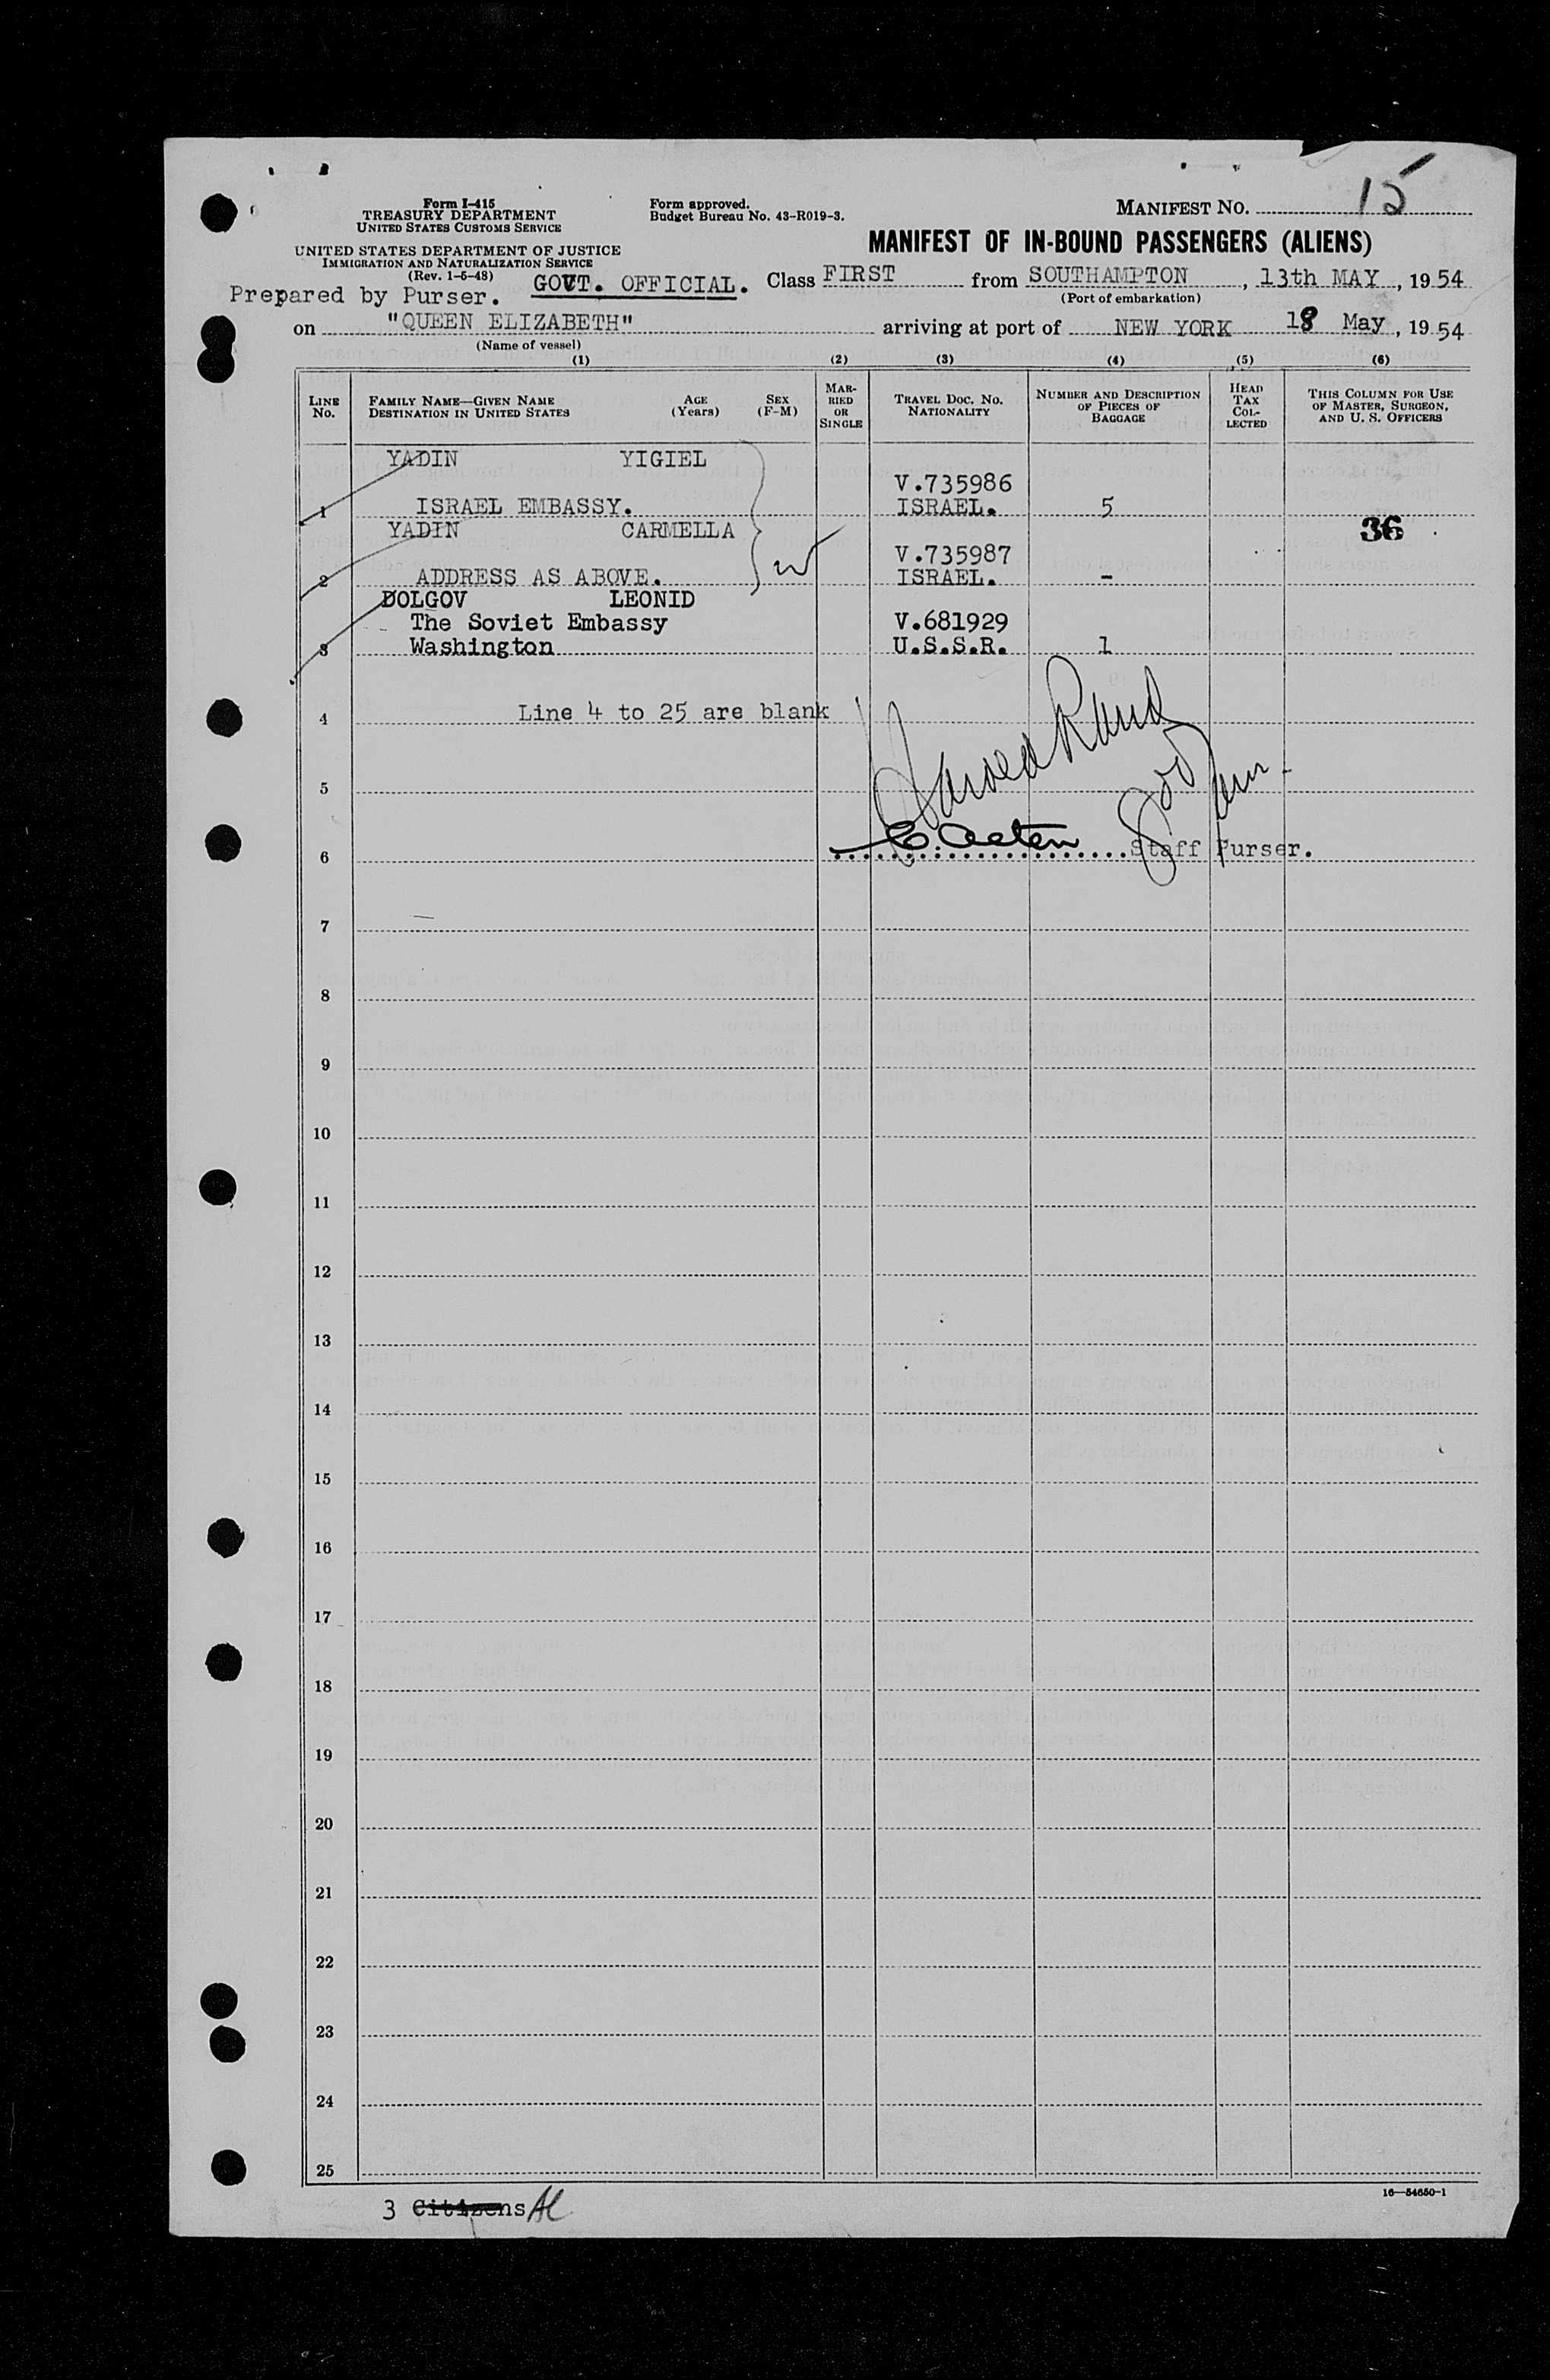 15
Form I-415
TREASURY DEPARTMENT
UNITED STATES CUSTOMS SERVICE
Form approved.
Budget Bureau No. 43-R019-3.
MANIFEST NO.
UNITED STATES DEPARTMENT OF JUSTICE
IMMIGRATION AND NATURALIZATION SERVICE
(Rev. 1-5-48)
MANIFEST OF IN-BOUND PASSENGERS (ALIENS)
Prepared by Purser. GOVT. OFFICIAL. Class FIRST from SOUTHAMPTON, 13th MAY, 1954
(Port of embarkation)
on "QUEEN ELIZABETH" arriving at port of NEW YORK 18 May, 1954
(Name of vessel)
(1) (2) (3) (4) (5) (6)
LINE NO.
FAMILY NAME—GIVEN NAME
DESTINATION IN UNITED STATES
AGE (Years)
SEX (F-M)
MARRIED OR SINGLE
TRAVEL DOC. NO.
NATIONALITY
NUMBER AND DESCRIPTION OF PIECES OF BAGGAGE
HEAD TAX COLLECTED
THIS COLUMN FOR USE OF MASTER, SURGEON, AND U. S. OFFICERS
YADIN YIGIEL
V.735986
1 ISRAEL EMBASSY. ISRAEL. 5
YADIN CARMELLA 36
V.735987
2 ADDRESS AS ABOVE. ISRAEL. -
DOLGOV LEONID
The Soviet Embassy V.681929
3 Washington U.S.S.R. 1
4 Line 4 to 25 are blank
5
6 Staff Purser.
7
8
9
10
11
12
13
14
15
16
17
18
19
20
21
22
23
24
25
16—54650-1
3 Citizens Al